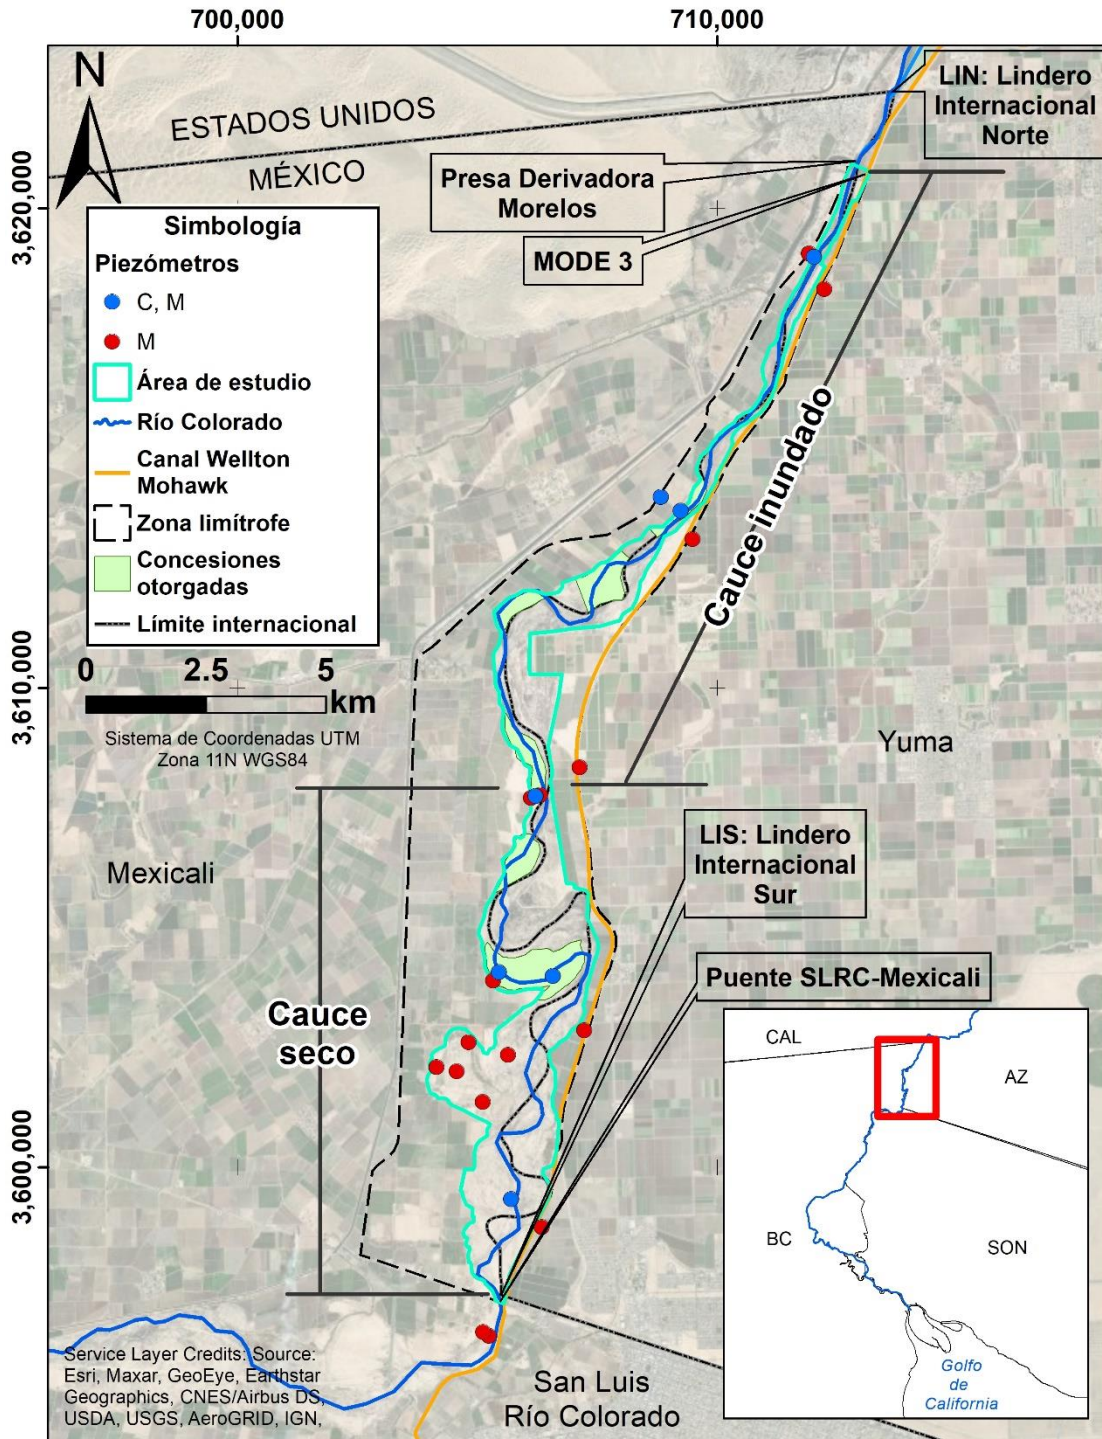 700,000
710,000
N
ESTADOS UNIDOS
MÉXICO
LIN: Lindero
Internacional
Norte
Presa Derivadora
Morelos
MODE 3
3,620,000
Simbología
Piezómetros
C, M
M
Área de estudio
Río Colorado
Canal Wellton
Mohawk
Zona limítrofe
Concesiones
otorgadas
Límite internacional
0 2.5 5
km
Sistema de Coordenadas UTM
Zona 11N WGS84
Cauce inundado
3,610,000
Yuma
Mexicali
LIS: Lindero
Internacional
Sur
Puente SLRC-Mexicali
Cauce
seco
3,600,000
CAL
AZ
BC
SON
Golfo
de
California
Service Layer Credits: Source:
Esri, Maxar, GeoEye, Earthstar
Geographics, CNES/Airbus DS,
USDA, USGS, AeroGRID, IGN,
San Luis
Río Colorado